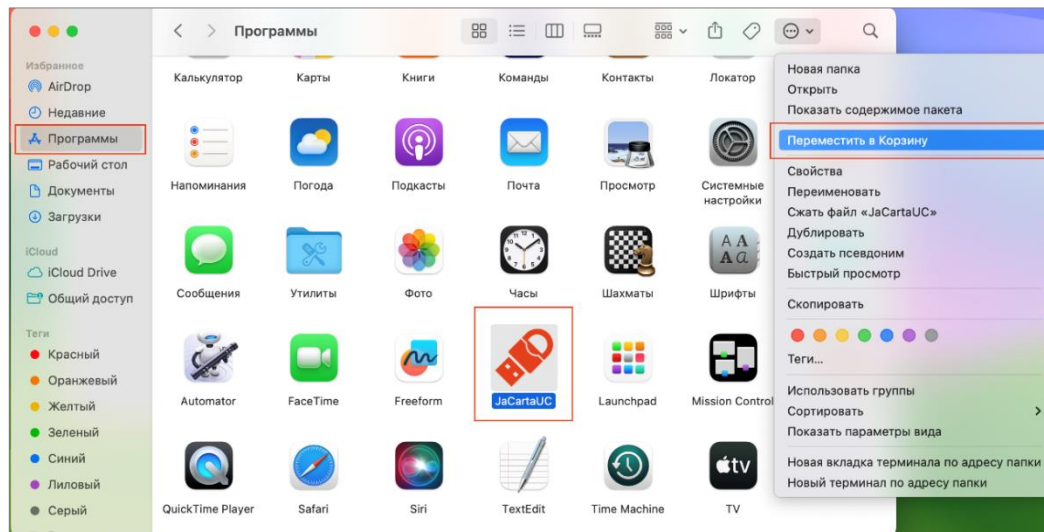 Программы
Избранное
AirDrop
Недавние
Программы
Рабочий стол
Документы
Загрузки
iCloud
iCloud Drive
Общий доступ
Теги
Красный
Оранжевый
Желтый
Зеленый
Синий
Лиловый
Серый
Калькулятор
Карты
Книги
Команды
Контакты
Локатор
Напоминания
Погода
Подкасты
Почта
Просмотр
Системные
настройки
Сообщения
Утилиты
Фото
Часы
Шахматы
Шрифты
Automator
FaceTime
Freeform
JaCartaUC
Launchpad
Mission Control
QuickTime Player
Safari
Siri
TextEdit
Time Machine
tv
TV
Новая папка
Открыть
Показать содержимое пакета
Переместить в Корзину
Свойства
Переименовать
Сжать файл «JaCartaUC»
Дублировать
Создать псевдоним
Быстрый просмотр
Скопировать
Теги...
Использовать группы
Сортировать
Показать параметры вида
Новая вкладка терминала по адресу папки
Новый терминал по адресу папки